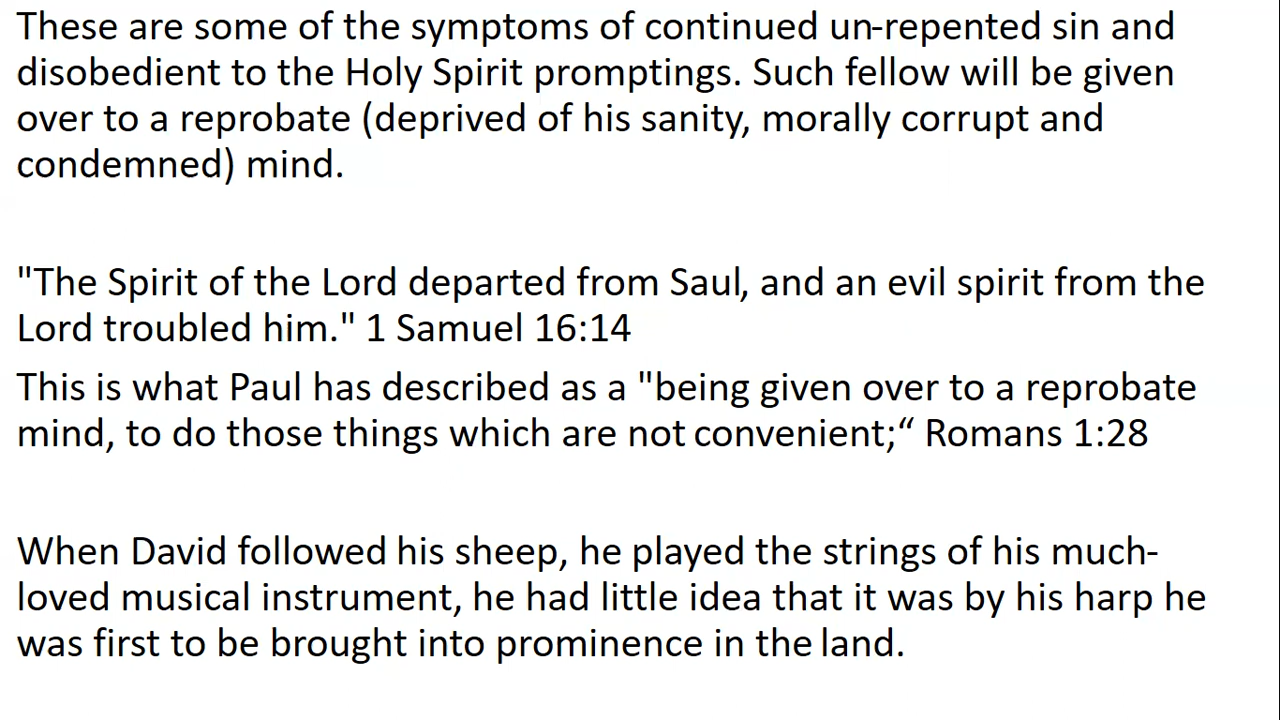 These are some of the symptoms of continued un-repented sin and
disobedient to the Holy Spirit promptings. Such fellow will be given
over to a reprobate (deprived of his sanity, morally corrupt and
condemned) mind.
"The Spirit of the Lord departed from Saul, and an evil spirit from the
Lord troubled him." 1 Samuel 16:14
This is what Paul has described as a "being given over to a reprobate
mind, to do those things which are not convenient;“ Romans 1:28
When David followed his sheep, he played the strings of his much-
loved musical instrument, he had little idea that it was by his harp he
was first to be brought into prominence in the land.